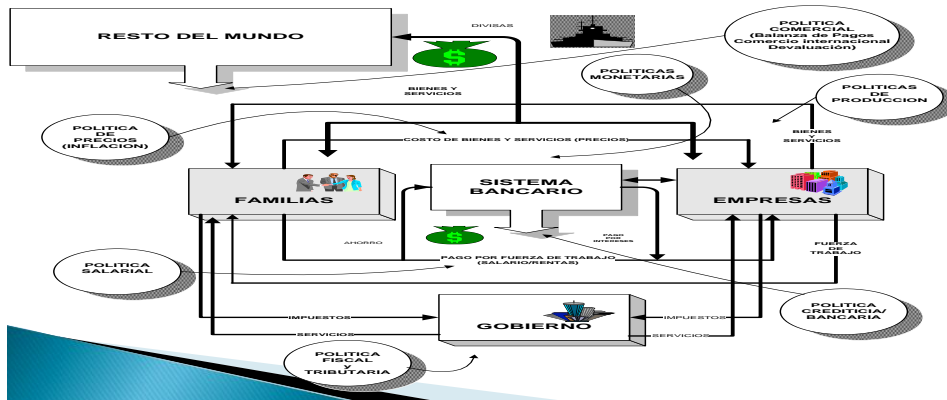 RESTO DEL MUNDO
DIVISAS
$
POLITICA
COMERCIAL
(Balanza de Pagos
Comercio internacional
Devaluación)
POLITICAS
MONETARIAS
BIENES Y
SERVICIOS
POLITICAS
DE
PRODUCCION
POLITICA
DE
PRECIOS
(INFLACION)
COSTO DE BIENES Y SERVICIOS (PRECIOS)
BIENES
Y
SERVICIOS
FAMILIAS
SISTEMA
BANCARIO
EMPRESAS
$
AHORRO
PAGO
POR
INTERESES
FUERZA
DE
TRABAJO
PAGO POR FUERZA DE TRABAJO
(SALARIO/RENTAS)
POLITICA
SALARIAL
POLITICA
CREDITICIA/
BANCARIA
IMPUESTOS
GOBIERNO
IMPUESTOS
SERVICIOS
SERVICIOS
POLITICA
FISCAL
y
TRIBUTARIA